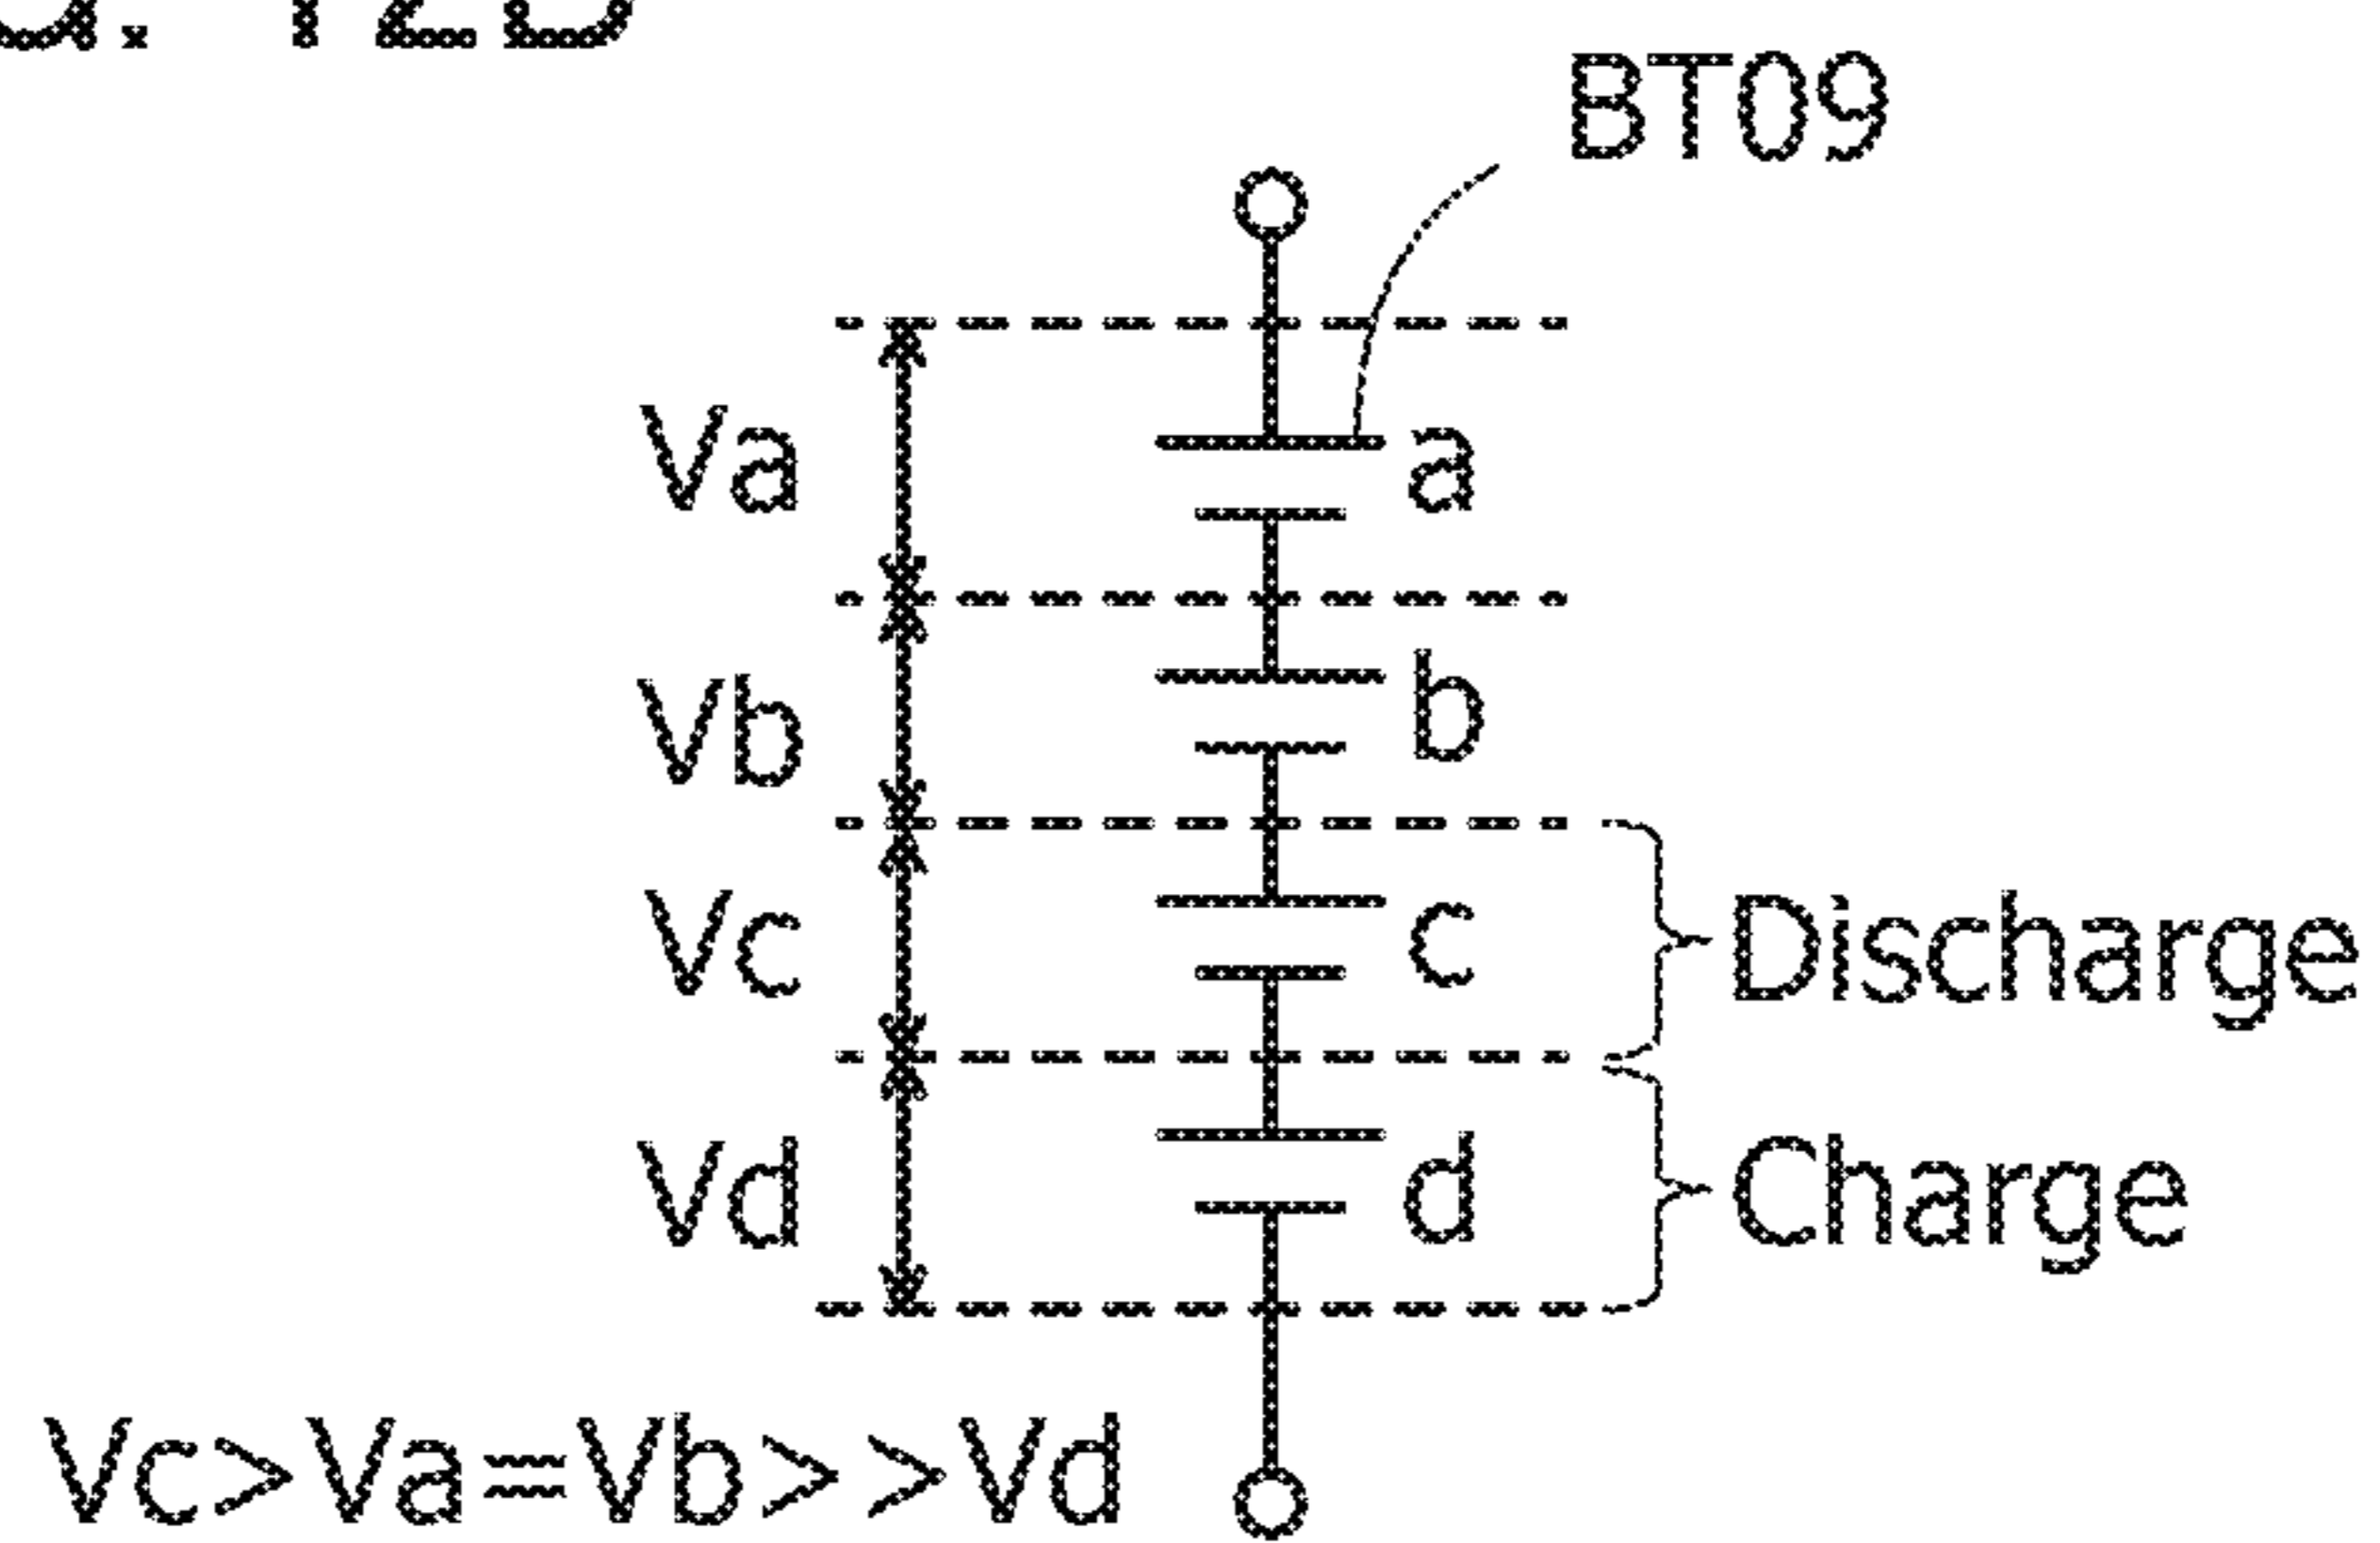 BT09
Va
a
Vb
b
Vc
c
Discharge
Vd
d
Charge
Vc>Va=Vb>>Vd